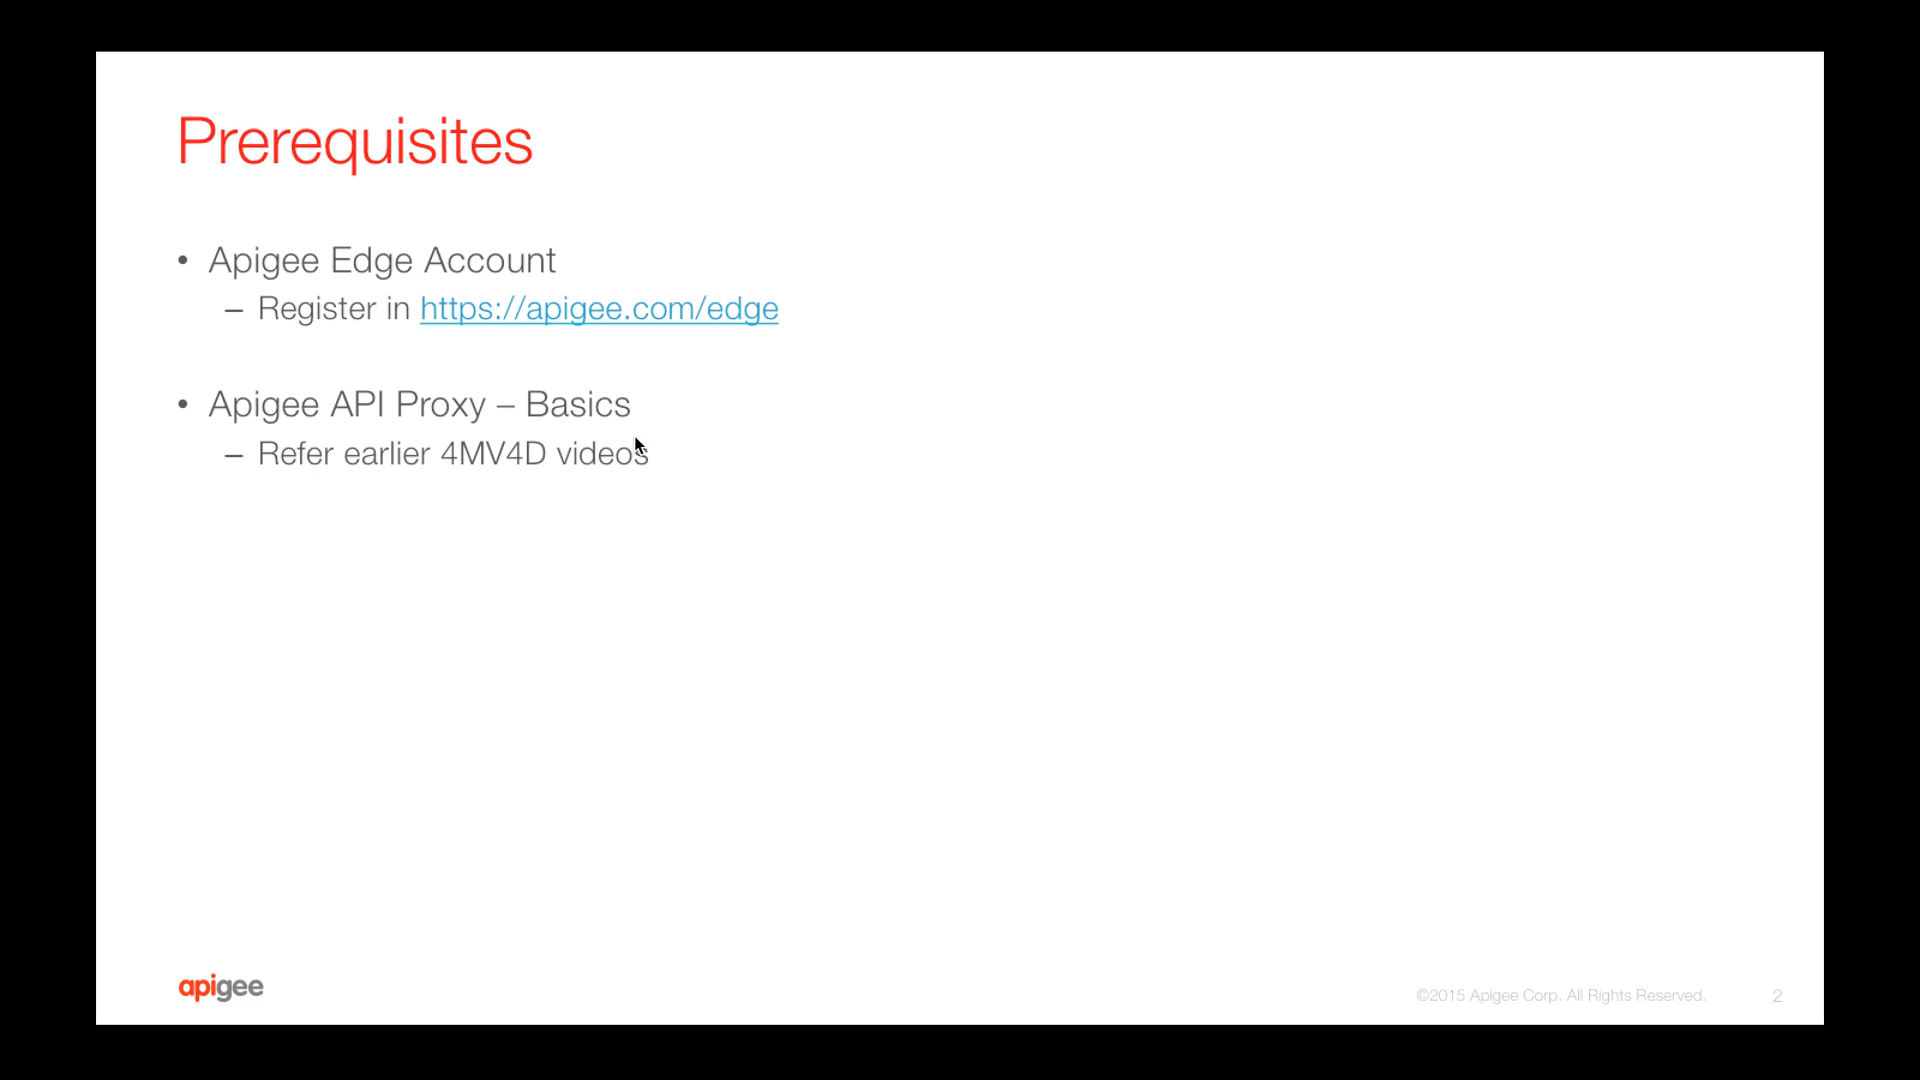 Prerequisites
• Apigee Edge Account
– Register in https://apigee.com/edge
• Apigee API Proxy – Basics
– Refer earlier 4MV4D videos
apigee
©2015 Apigee Corp. All Rights Reserved. 2